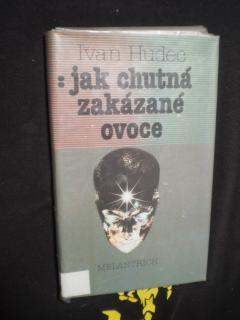 Ivan Hudec
: jak chutná
zakázané
ovoce
MELANTRICH